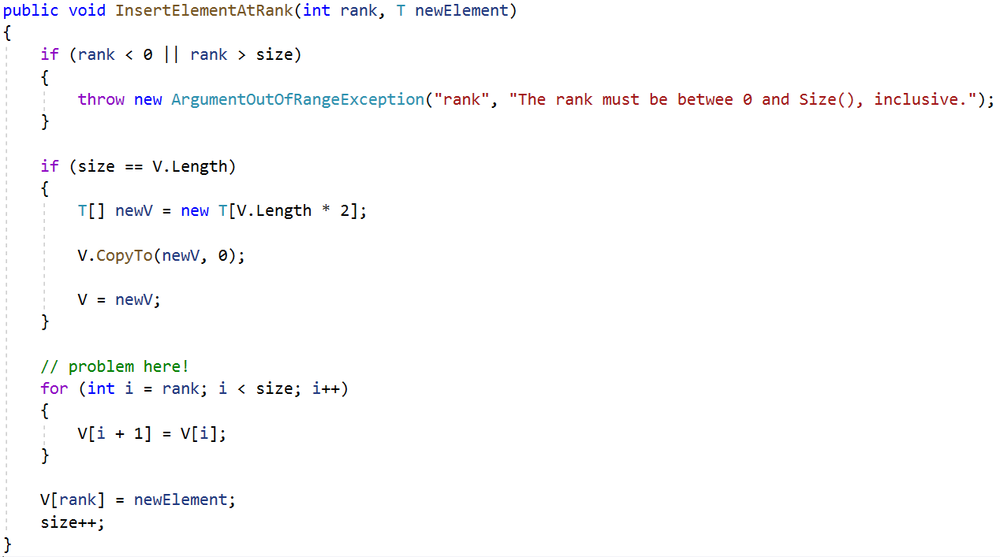 public void InsertElementAtRank(int rank, T newElement)
{
if (rank < 0 || rank > size)
{
throw new ArgumentOutOfRangeException("rank", "The rank must be betwee 0 and Size(), inclusive.");
}
if (size == V.Length)
{
T[] newV = new T[V.Length * 2];
V.CopyTo(newV, 0);
V = newV;
}
// problem here!
for (int i = rank; i < size; i++)
{
V[i + 1] = V[i];
}
V[rank] = newElement;
size++;
}